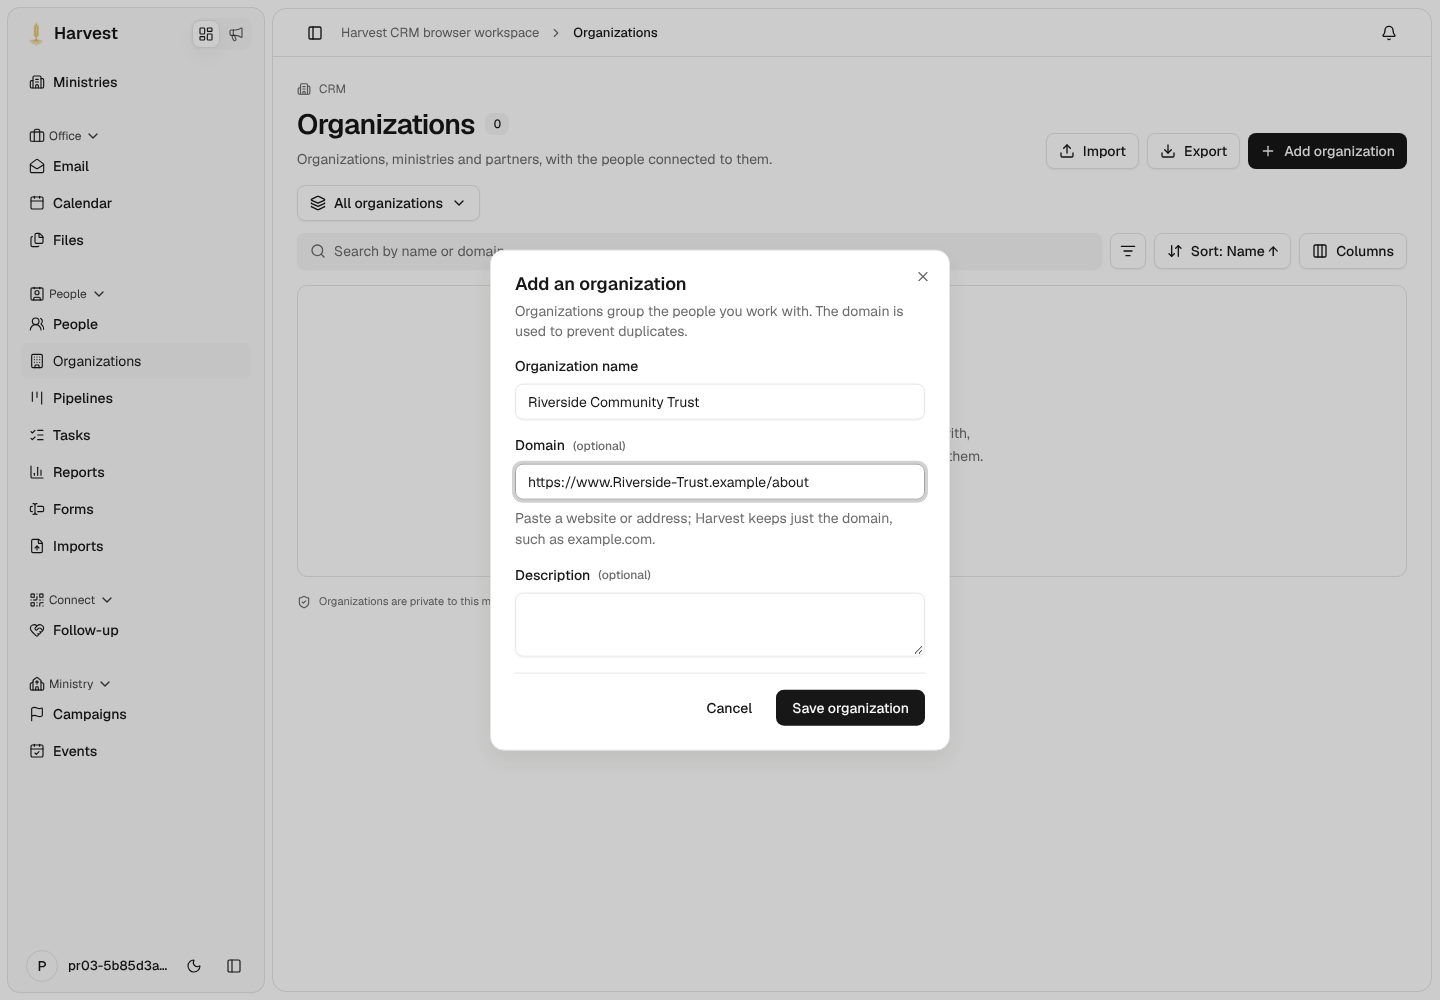 Harvest
Ministries
Office
Email
Calendar
Files
People
People
Organizations
Pipelines
Tasks
Reports
Forms
Imports
Connect
Follow-up
Ministry
Campaigns
Events
P
pr03-5b85d3a...
Harvest CRM browser workspace
Organizations
CRM
Organizations
0
Organizations, ministries and partners, with the people connected to them.
Import
Export
Add organization
All organizations
Search by name or domain
Sort: Name ↑
Columns
Add an organization
Organizations group the people you work with. The domain is
used to prevent duplicates.
Organization name
Riverside Community Trust
Domain (optional)
https://www.Riverside-Trust.example/about
Paste a website or address; Harvest keeps just the domain,
such as example.com.
Description (optional)
Cancel
Save organization
them.
Organizations are private to this